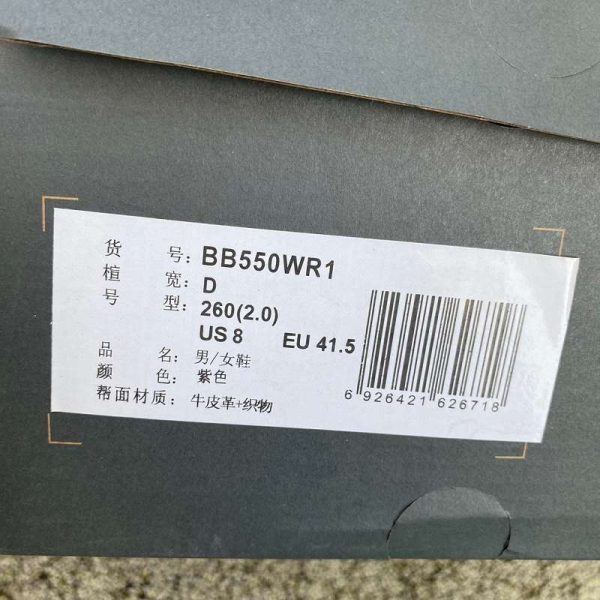 货 号: BB550WR1
楦 宽: D
号 型: 260(2.0)
US 8 EU 41.5
品 名: 男/女鞋
颜 色: 紫色
帮面材质: 牛皮革+织物
6 926421 626718